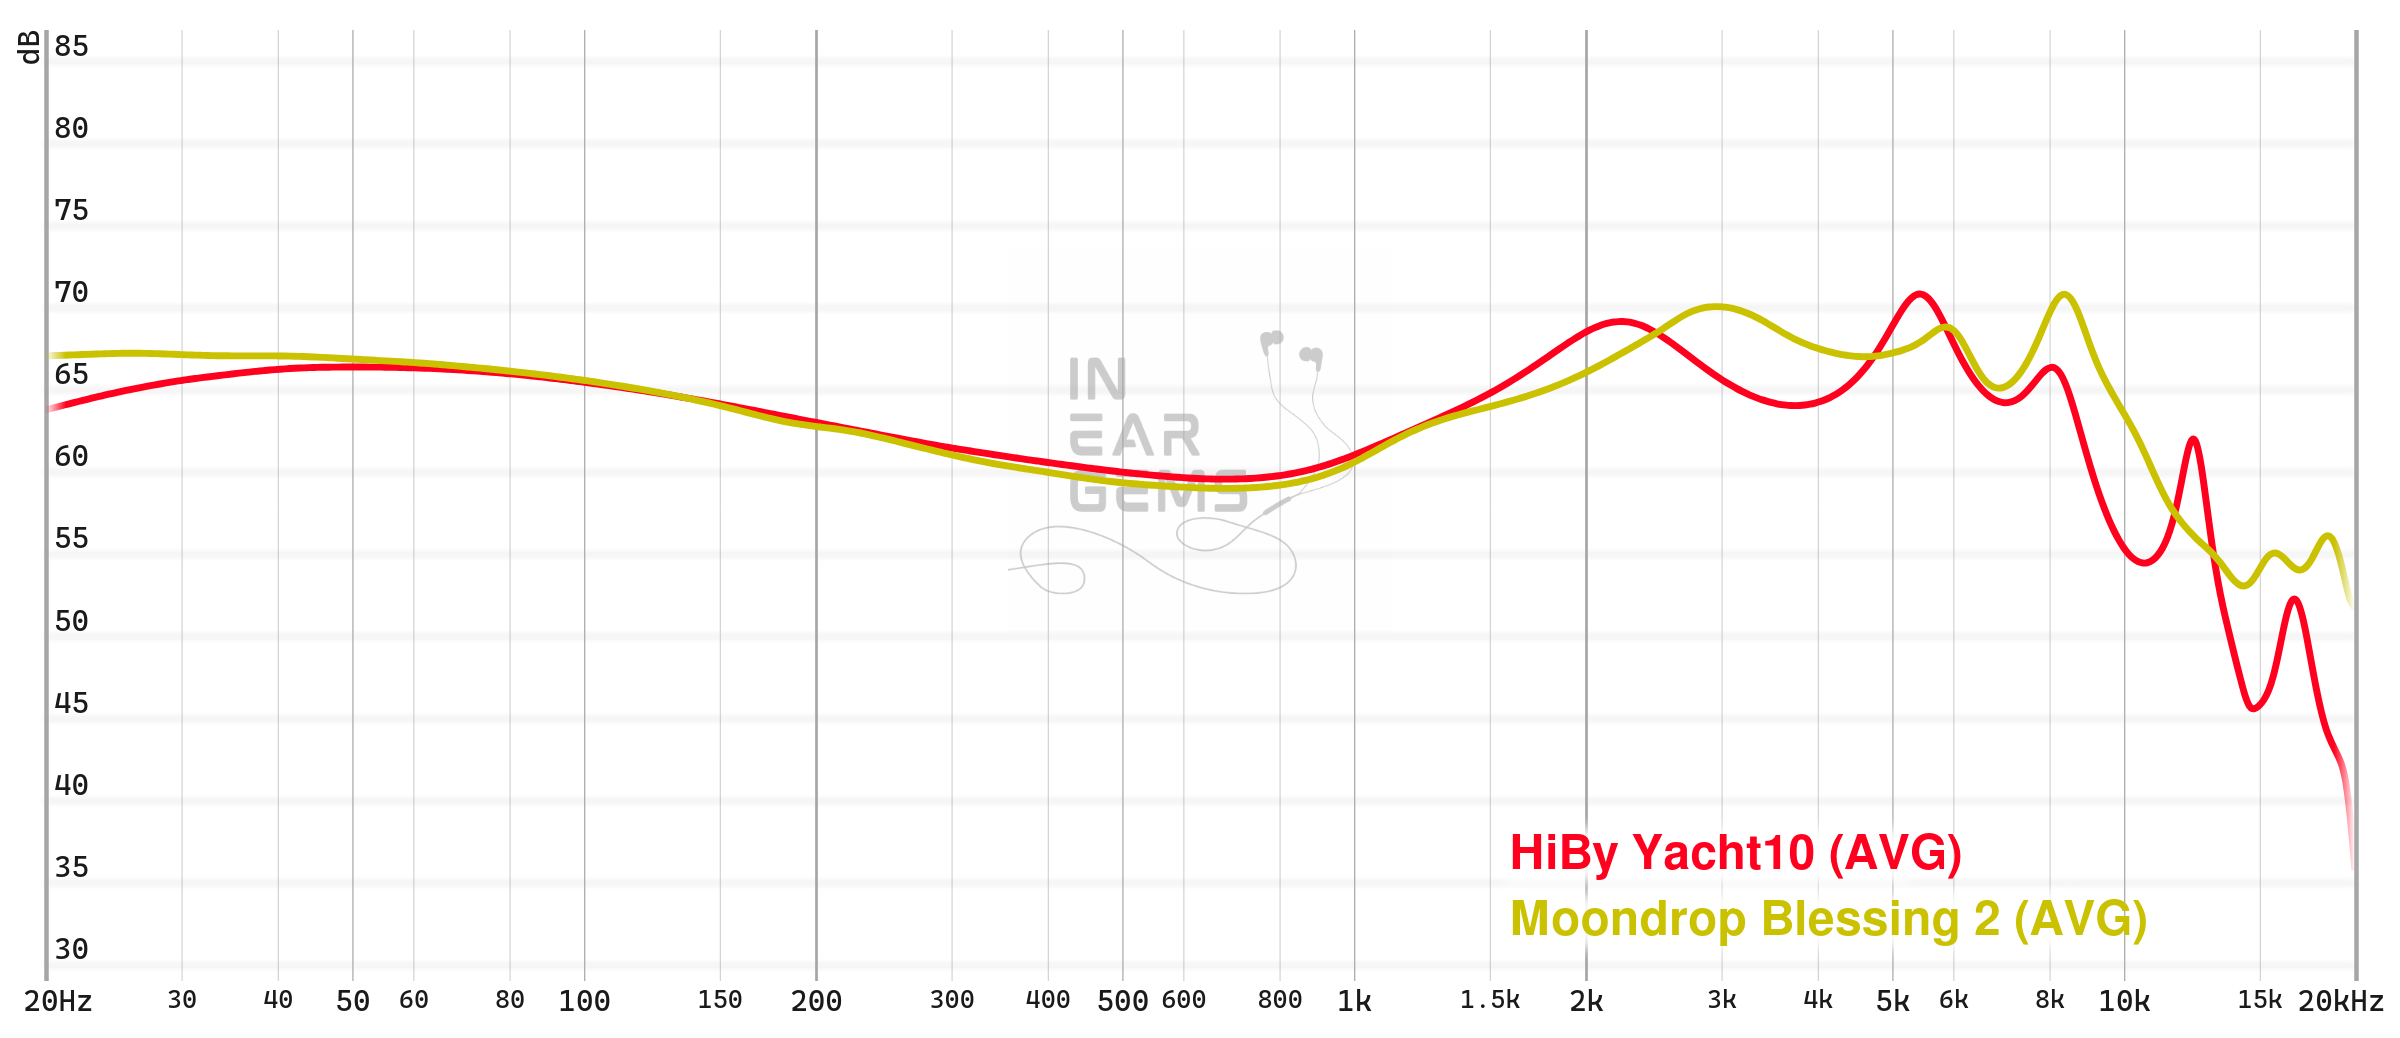 dB
85
80
75
70
65
60
55
50
45
40
35
30
IN
EAR
GEMS
HiBy Yacht10 (AVG)
Moondrop Blessing 2 (AVG)
20Hz 30 40 50 60 80 100 150 200 300 400 500 600 800 1k 1.5k 2k 3k 4k 5k 6k 8k 10k 15k 20kHz